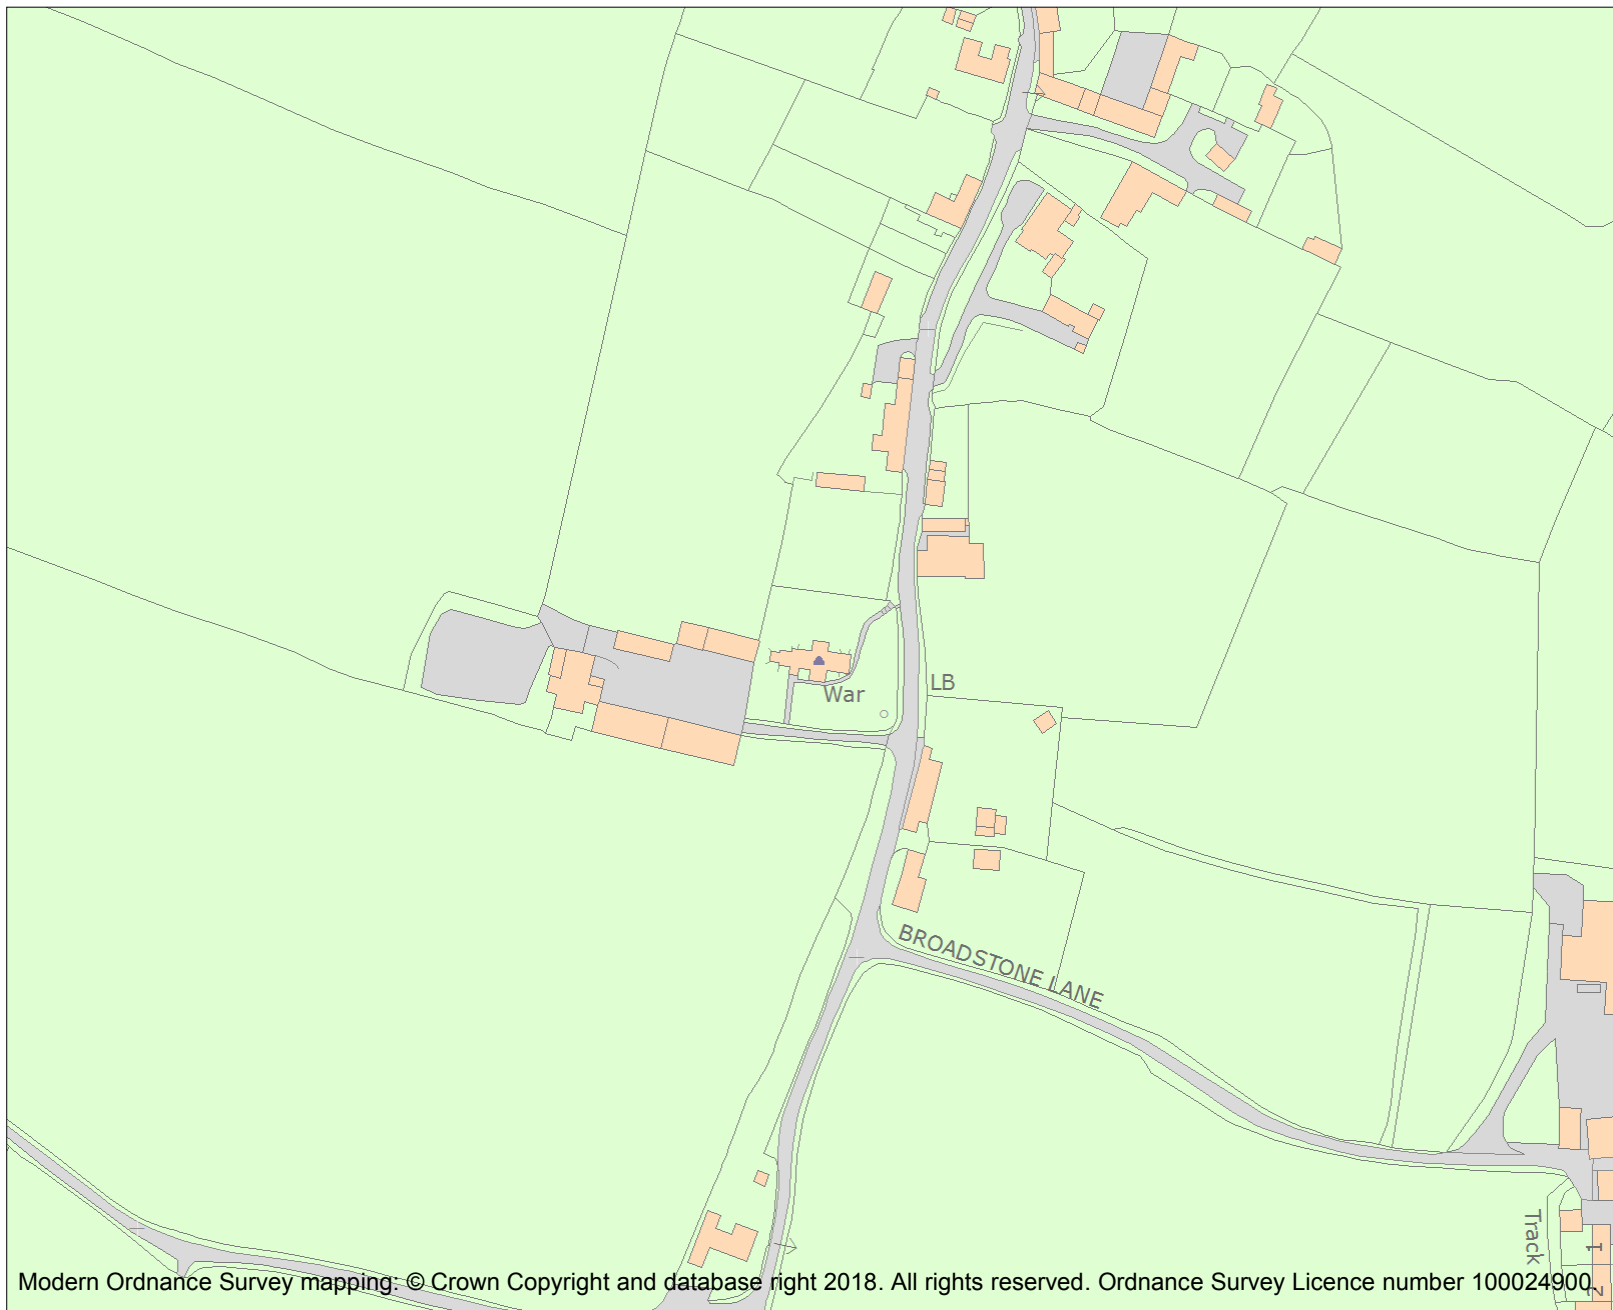 LB
War
BROADSTONE LANE
Track
1
2
Modern Ordnance Survey mapping: © Crown Copyright and database right 2018. All rights reserved. Ordnance Survey Licence number 100024900.